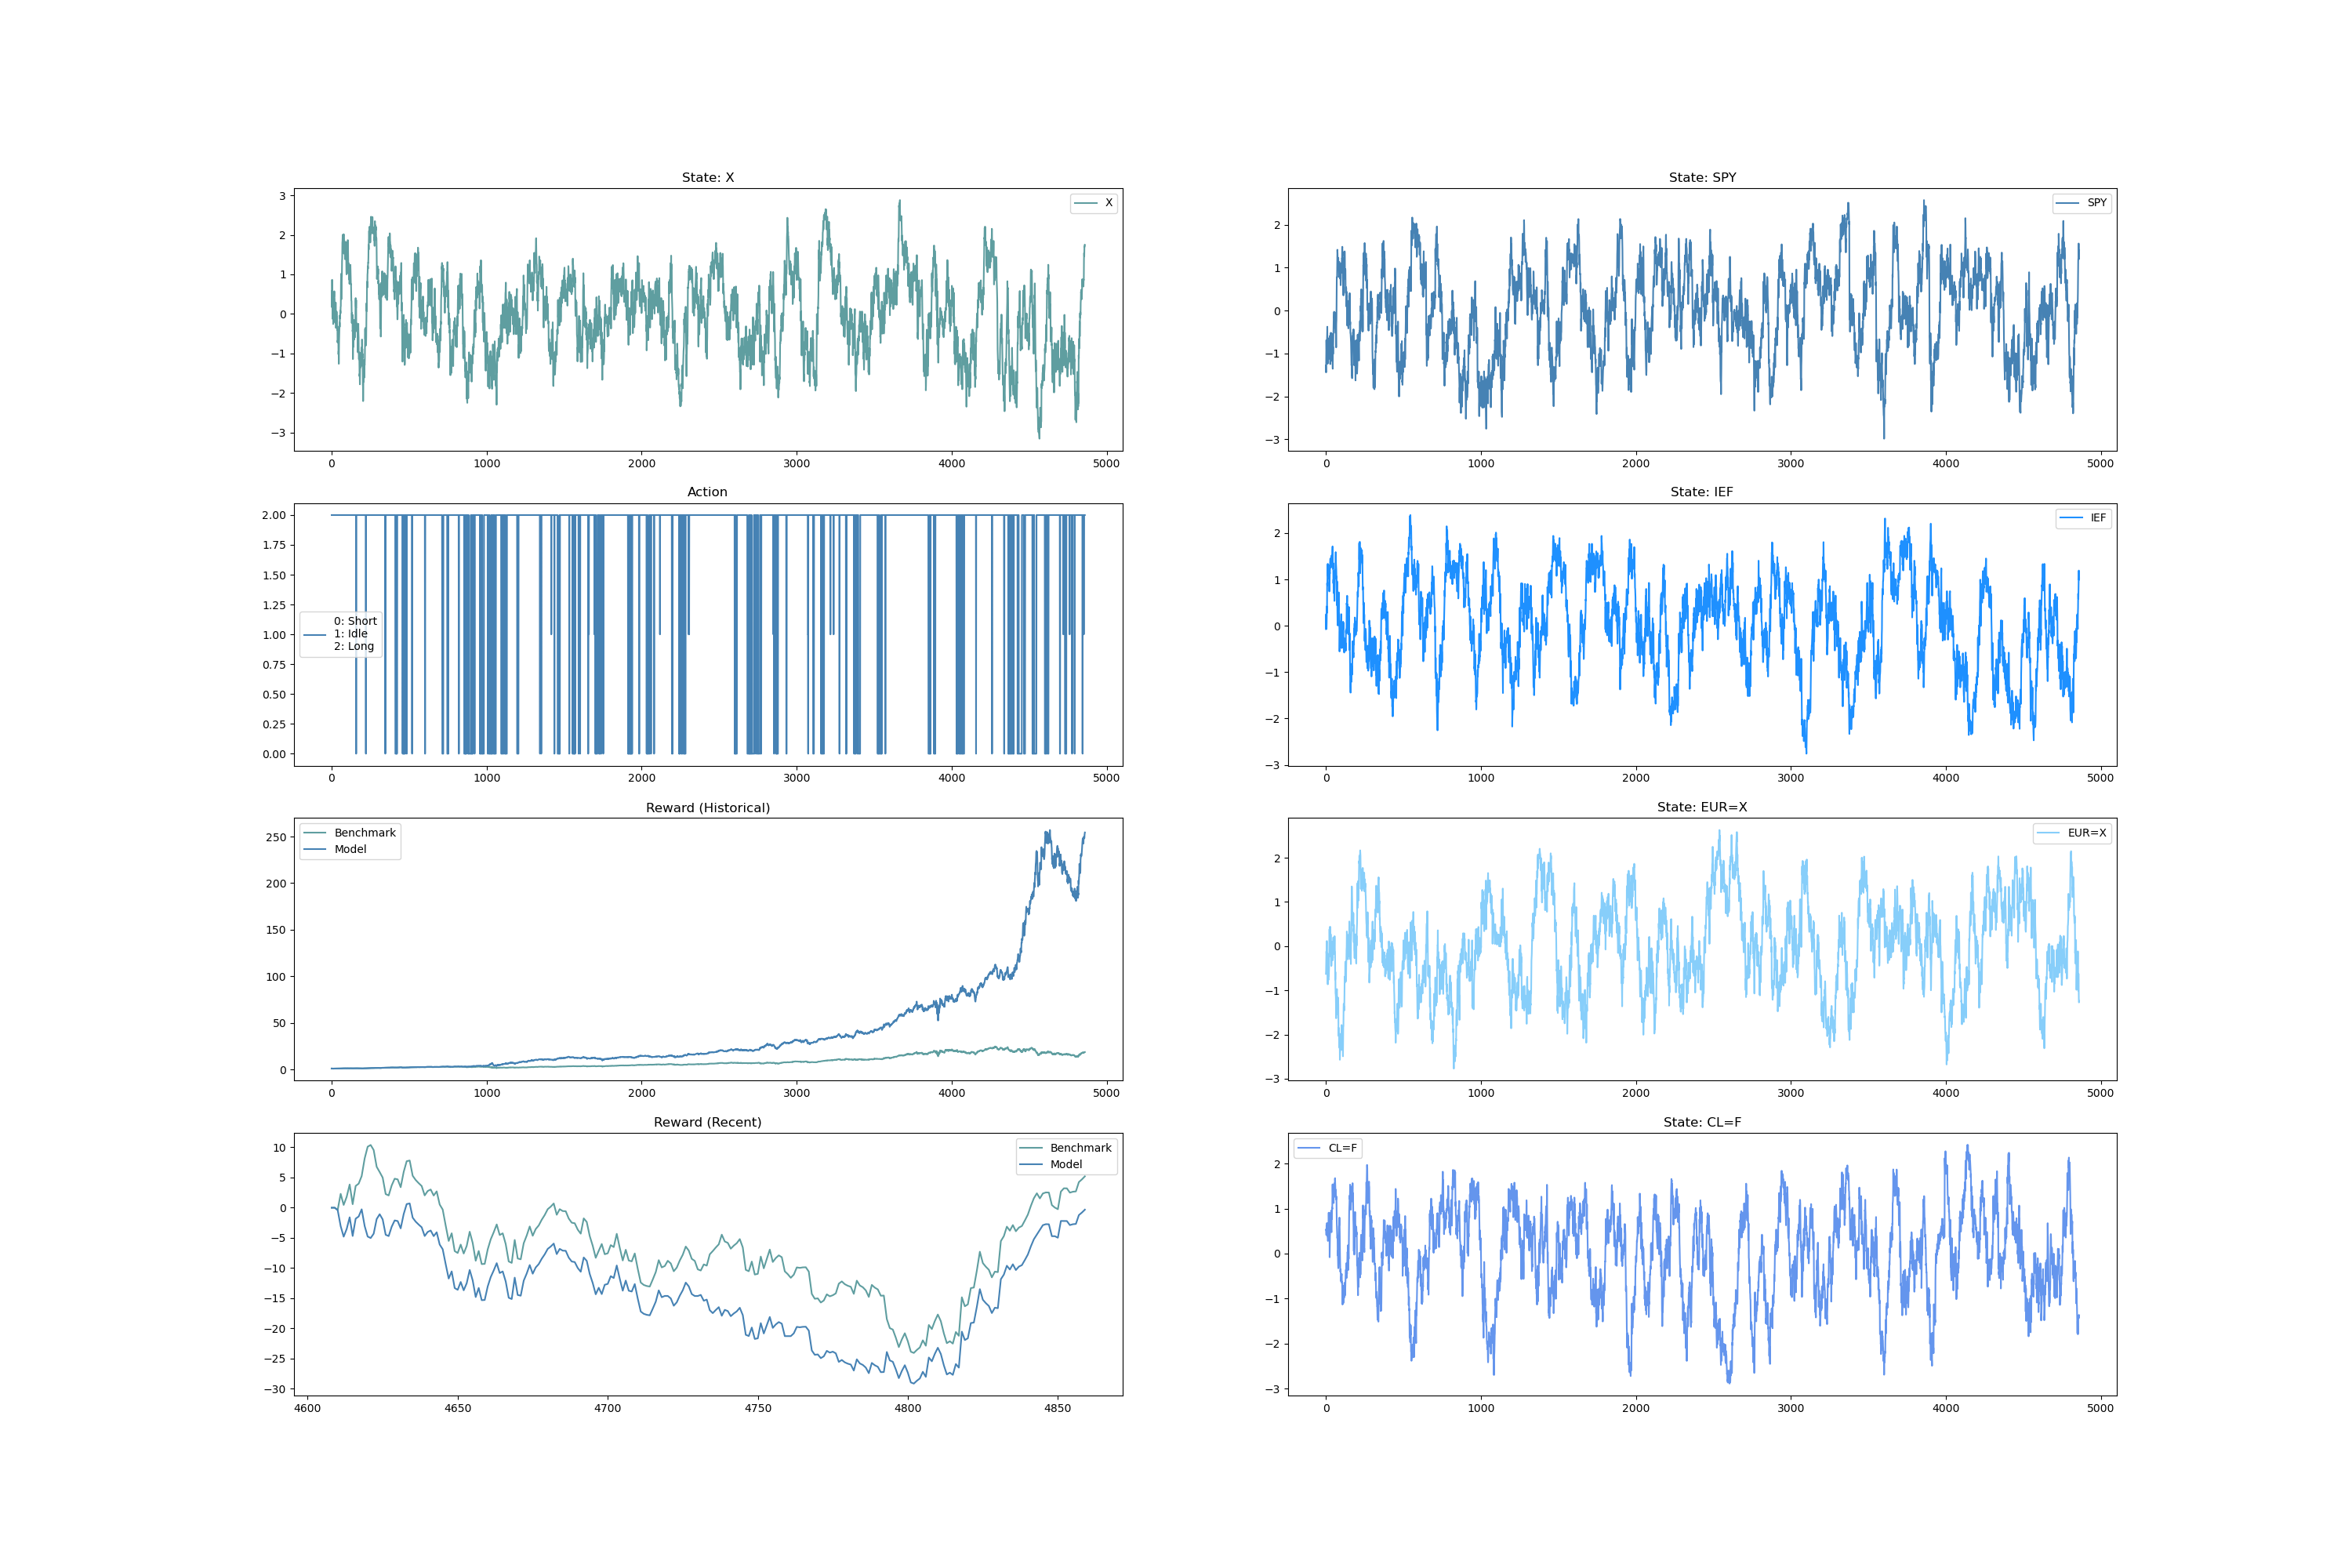 State: X
3
2
1
0
−1
−2
−3
X
0 1000 2000 3000 4000 5000
State: SPY
2
1
0
−1
−2
−3
SPY
0 1000 2000 3000 4000 5000
Action
2.00
1.75
1.50
1.25
1.00
0.75
0.50
0.25
0.00
0: Short
1: Idle
2: Long
0 1000 2000 3000 4000 5000
State: IEF
2
1
0
−1
−2
−3
IEF
0 1000 2000 3000 4000 5000
Reward (Historical)
250
200
150
100
50
0
Benchmark
Model
0 1000 2000 3000 4000 5000
State: EUR=X
2
1
0
−1
−2
−3
EUR=X
0 1000 2000 3000 4000 5000
Reward (Recent)
10
5
0
−5
−10
−15
−20
−25
−30
Benchmark
Model
4600 4650 4700 4750 4800 4850
State: CL=F
2
1
0
−1
−2
−3
CL=F
0 1000 2000 3000 4000 5000